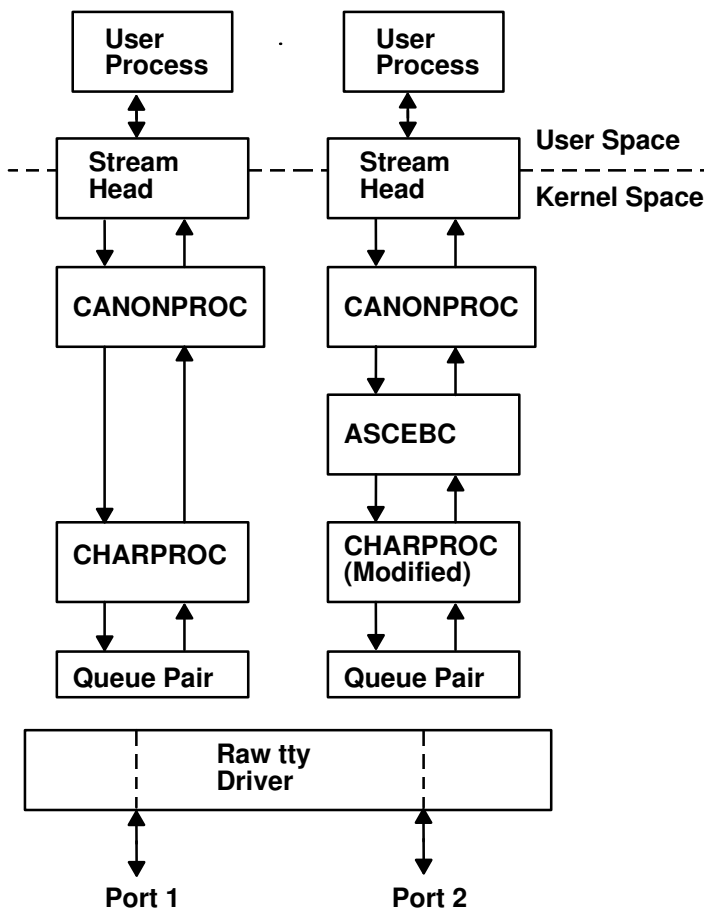 User
Process
User
Process
Stream
Head
Stream
Head
User Space
Kernel Space
CANONPROC
CANONPROC
ASCEBC
CHARPROC
CHARPROC
(Modified)
Queue Pair
Queue Pair
Raw tty
Driver
Port 1
Port 2